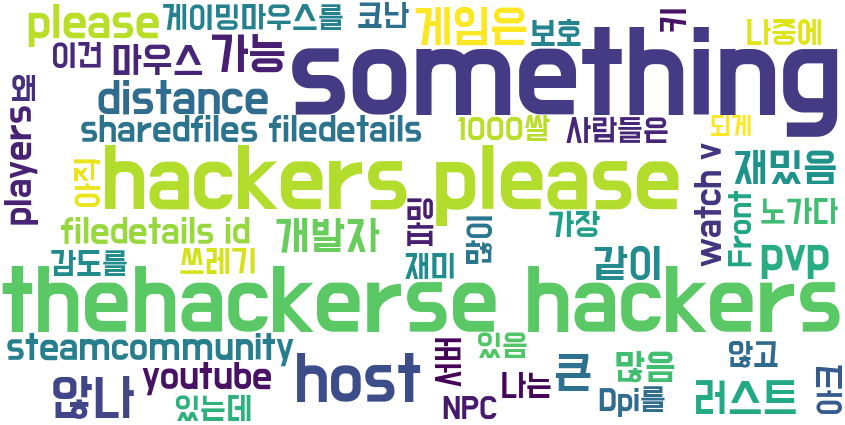 please
게이밍마우스를
코난
게임은
보호
키
나중에
이건
마우스
가능
something
distance
players
왜
sharedfiles filedetails
1000쌀
사람들은
되게
아직
hackers please
watch v
재밌음
Front
노가다
filedetails id
개발자
파밍
많이
가장
감도를
쓰레기
재미
같이
pvp
thehackerse hackers
steamcommunity
있음
않고
youtube
host
서버
큰
많음
않나
있는데
NPC
나는
Dpi를
러스트